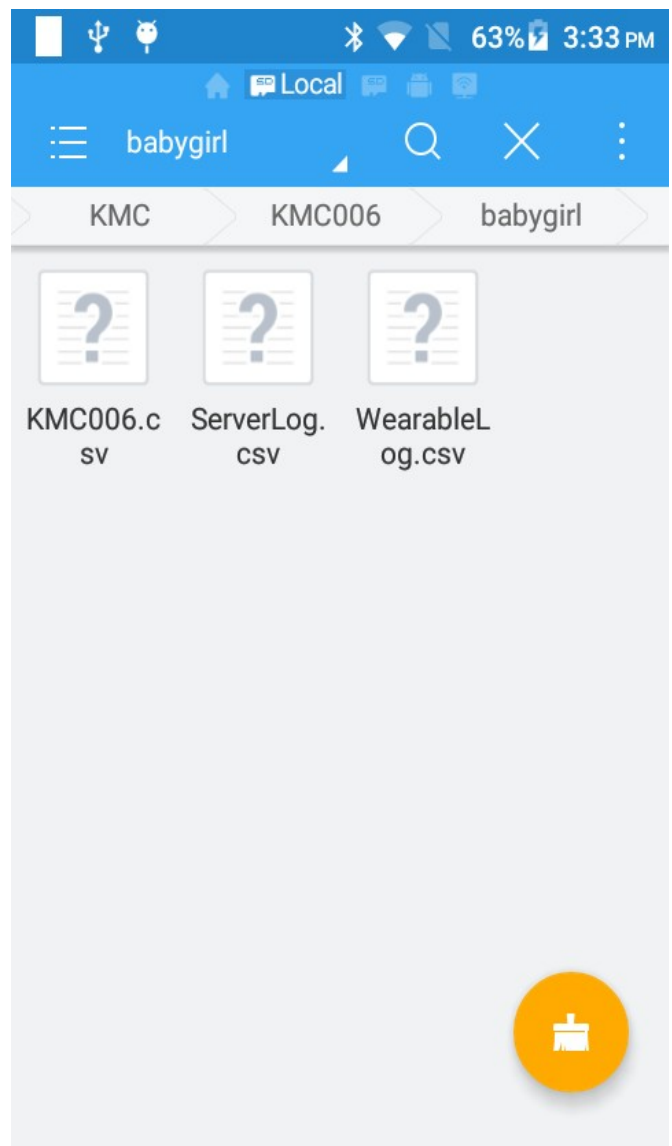 63% 3:33 PM
Local
babygirl
KMC KMC006 babygirl
KMC006.c ServerLog. WearableL
sv csv og.csv